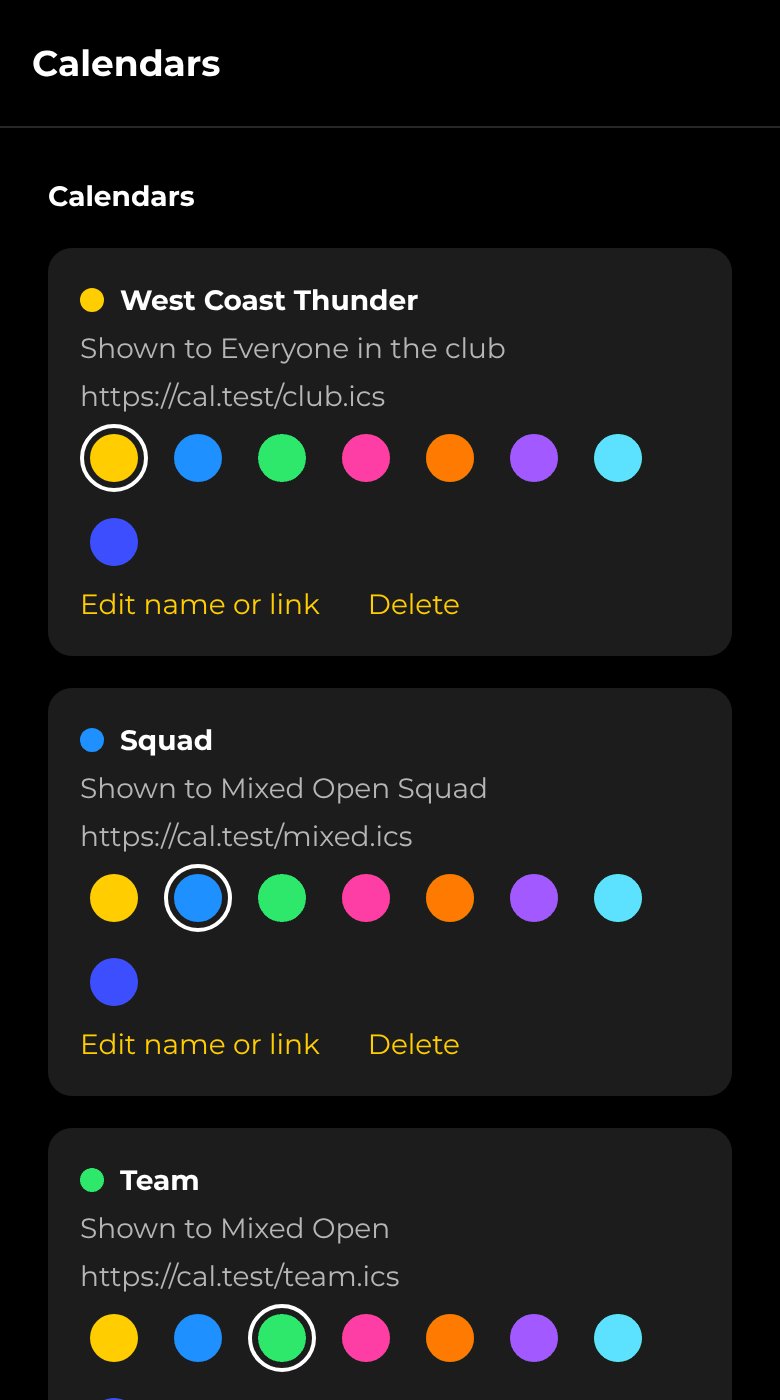 Calendars
Calendars
West Coast Thunder
Shown to Everyone in the club
https://cal.test/club.ics
Edit name or link Delete
Squad
Shown to Mixed Open Squad
https://cal.test/mixed.ics
Edit name or link Delete
Team
Shown to Mixed Open
https://cal.test/team.ics